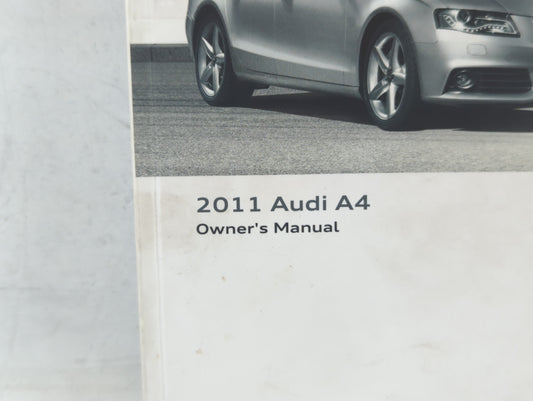 2011 Audi A4
Owner's Manual